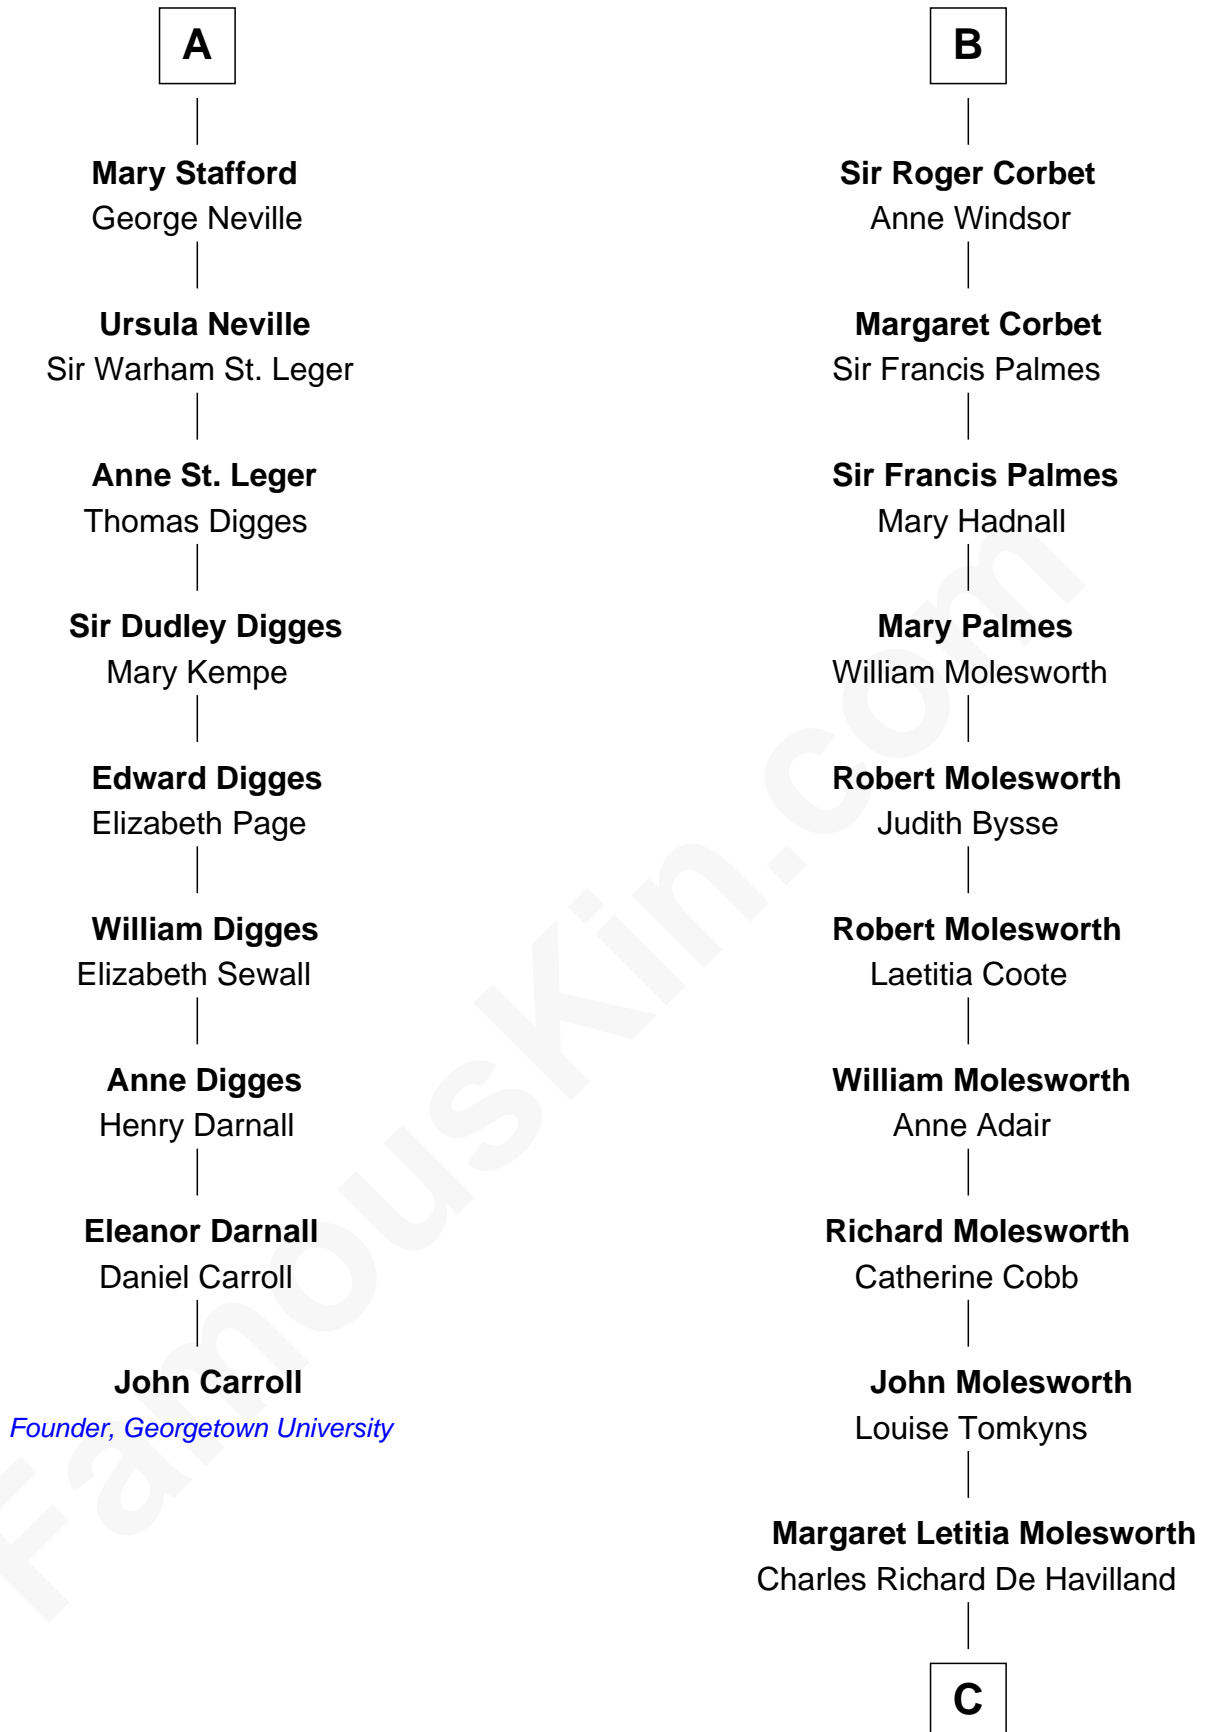 A
Mary Stafford
George Neville
Ursula Neville
Sir Warham St. Leger
Anne St. Leger
Thomas Digges
Sir Dudley Digges
Mary Kempe
Edward Digges
Elizabeth Page
William Digges
Elizabeth Sewall
Anne Digges
Henry Darnall
Eleanor Darnall
Daniel Carroll
John Carroll
Founder, Georgetown University
B
Sir Roger Corbet
Anne Windsor
Margaret Corbet
Sir Francis Palmes
Sir Francis Palmes
Mary Hadnall
Mary Palmes
William Molesworth
Robert Molesworth
Judith Bysse
Robert Molesworth
Laetitia Coote
William Molesworth
Anne Adair
Richard Molesworth
Catherine Cobb
John Molesworth
Louise Tomkyns
Margaret Letitia Molesworth
Charles Richard De Havilland
C
FamousKin.com